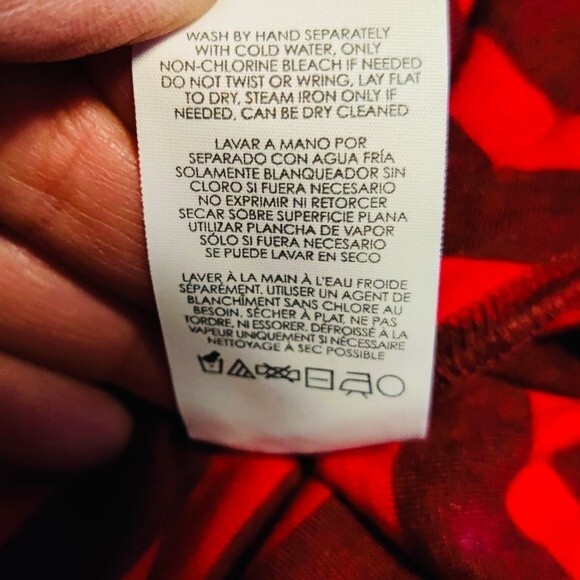 WASH BY HAND SEPARATELY
WITH COLD WATER, ONLY
NON-CHLORINE BLEACH IF NEEDED
DO NOT TWIST OR WRING, LAY FLAT
TO DRY, STEAM IRON ONLY IF
NEEDED, CAN BE DRY CLEANED
LAVAR A MANO POR
SEPARADO CON AGUA FRÍA
SOLAMENTE BLANQUEADOR SIN
CLORO SI FUERA NECESARIO
NO EXPRIMIR NI RETORCER
SECAR SOBRE SUPERFICIE PLANA
UTILIZAR PLANCHA DE VAPOR
SÓLO SI FUERA NECESARIO
SE PUEDE LAVAR EN SECO
LAVER À LA MAIN À L'EAU FROIDE
SÉPARÉMENT. UTILISER UN AGENT DE
BLANCHÎMENT SANS CHLORE AU
BESOIN. SÉCHER À PLAT. NE PAS
TORDRE, NI ESSORER. DÉFROISSÉ À LA
VAPEUR UNIQUEMENT SI NÉCESSAIRE
NETTOYAGE À SEC POSSIBLE